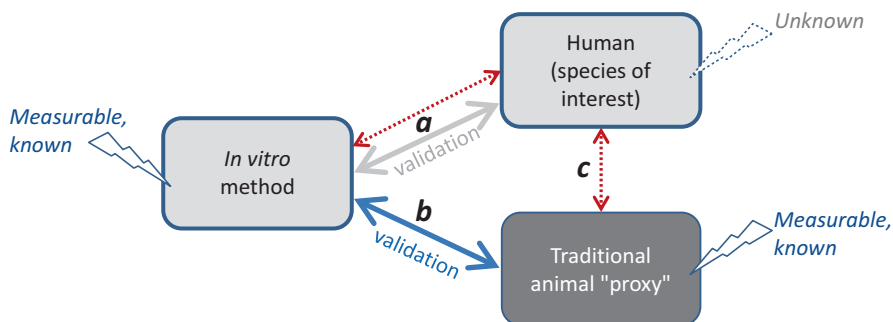 Unknown
Human
(species of
interest)
Measurable,
known
In vitro
method
a
validation
c
b
validation
Traditional
animal "proxy"
Measurable,
known